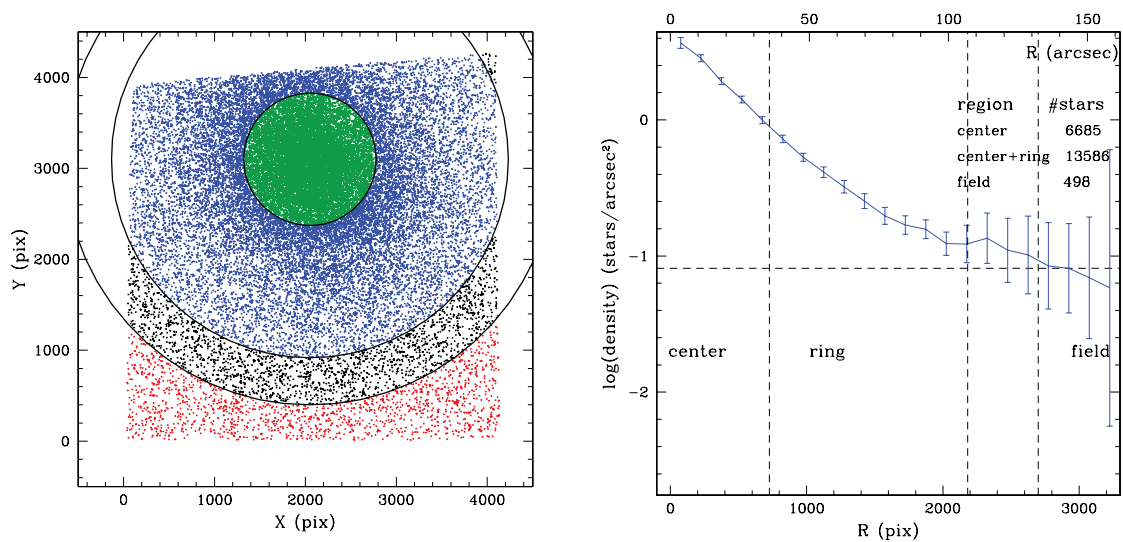 4000
3000
2000
1000
0
Y (pix)
0 1000 2000 3000 4000
X (pix)
0 50 100 150
R (arcsec)
region #stars
center 6685
center+ring 13586
field 498
0
−1
−2
log(density) (stars/arcsec²)
center ring field
0 1000 2000 3000
R (pix)